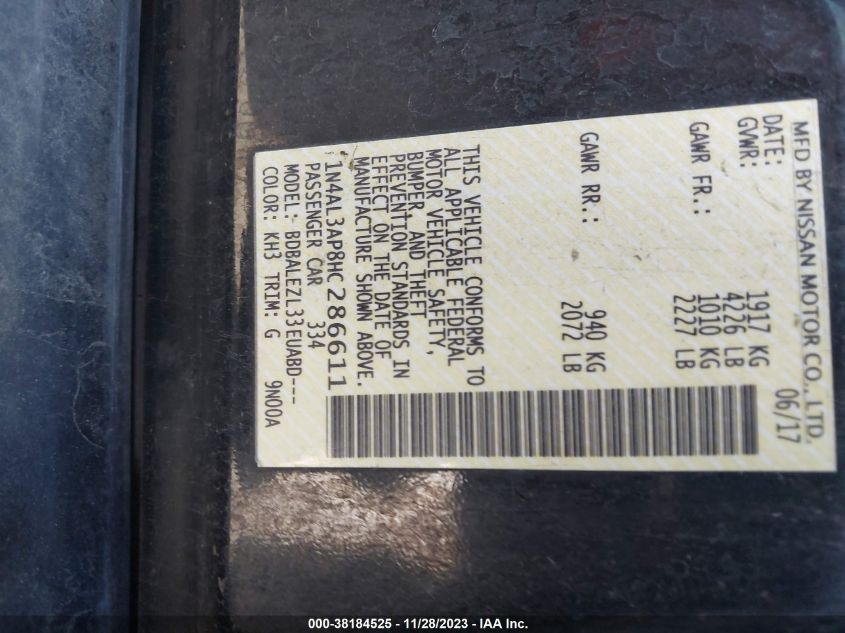 MFD BY NISSAN MOTOR CO., LTD.
DATE: 06/17
GVWR: 1917 KG
4226 LB
GAWR FR.: 1010 KG
2227 LB
GAWR RR.: 940 KG
2072 LB
THIS VEHICLE CONFORMS TO
ALL APPLICABLE FEDERAL
MOTOR VEHICLE SAFETY,
BUMPER, AND THEFT
PREVENTION STANDARDS IN
EFFECT ON THE DATE OF
MANUFACTURE SHOWN ABOVE.
1N4AL3AP8HC286611
PASSENGER CAR 334
MODEL: BDBALEZL33EUABD---
COLOR: KH3 TRIM: G 9N00A
000-38184525 - 11/28/2023 - IAA Inc.